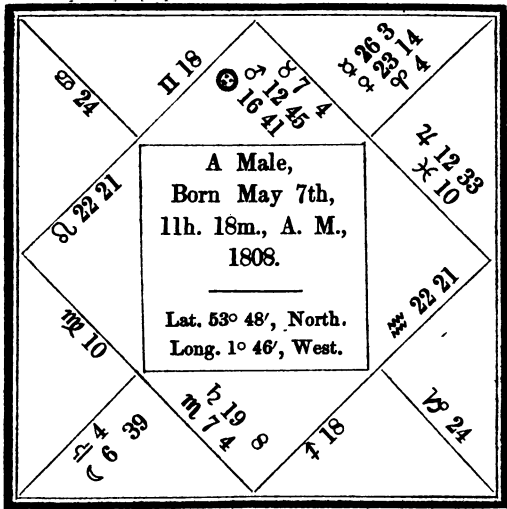 ♊ 18
♉ 7 4
♂ 12 45
☉ 16 41
☿ 26 3
♀ 23 14
♈ 4
♋ 24
♃ 12 33
♓ 10
♌ 22 21
A Male,
Born May 7th,
11h. 18m., A. M.,
1808.
Lat. 53° 48′, North.
Long. 1° 46′, West.
♒ 22 21
♍ 10
♎ 4
☾ 6 39
♄ 19 8
♏ 7 4
♐ 18
♑ 24